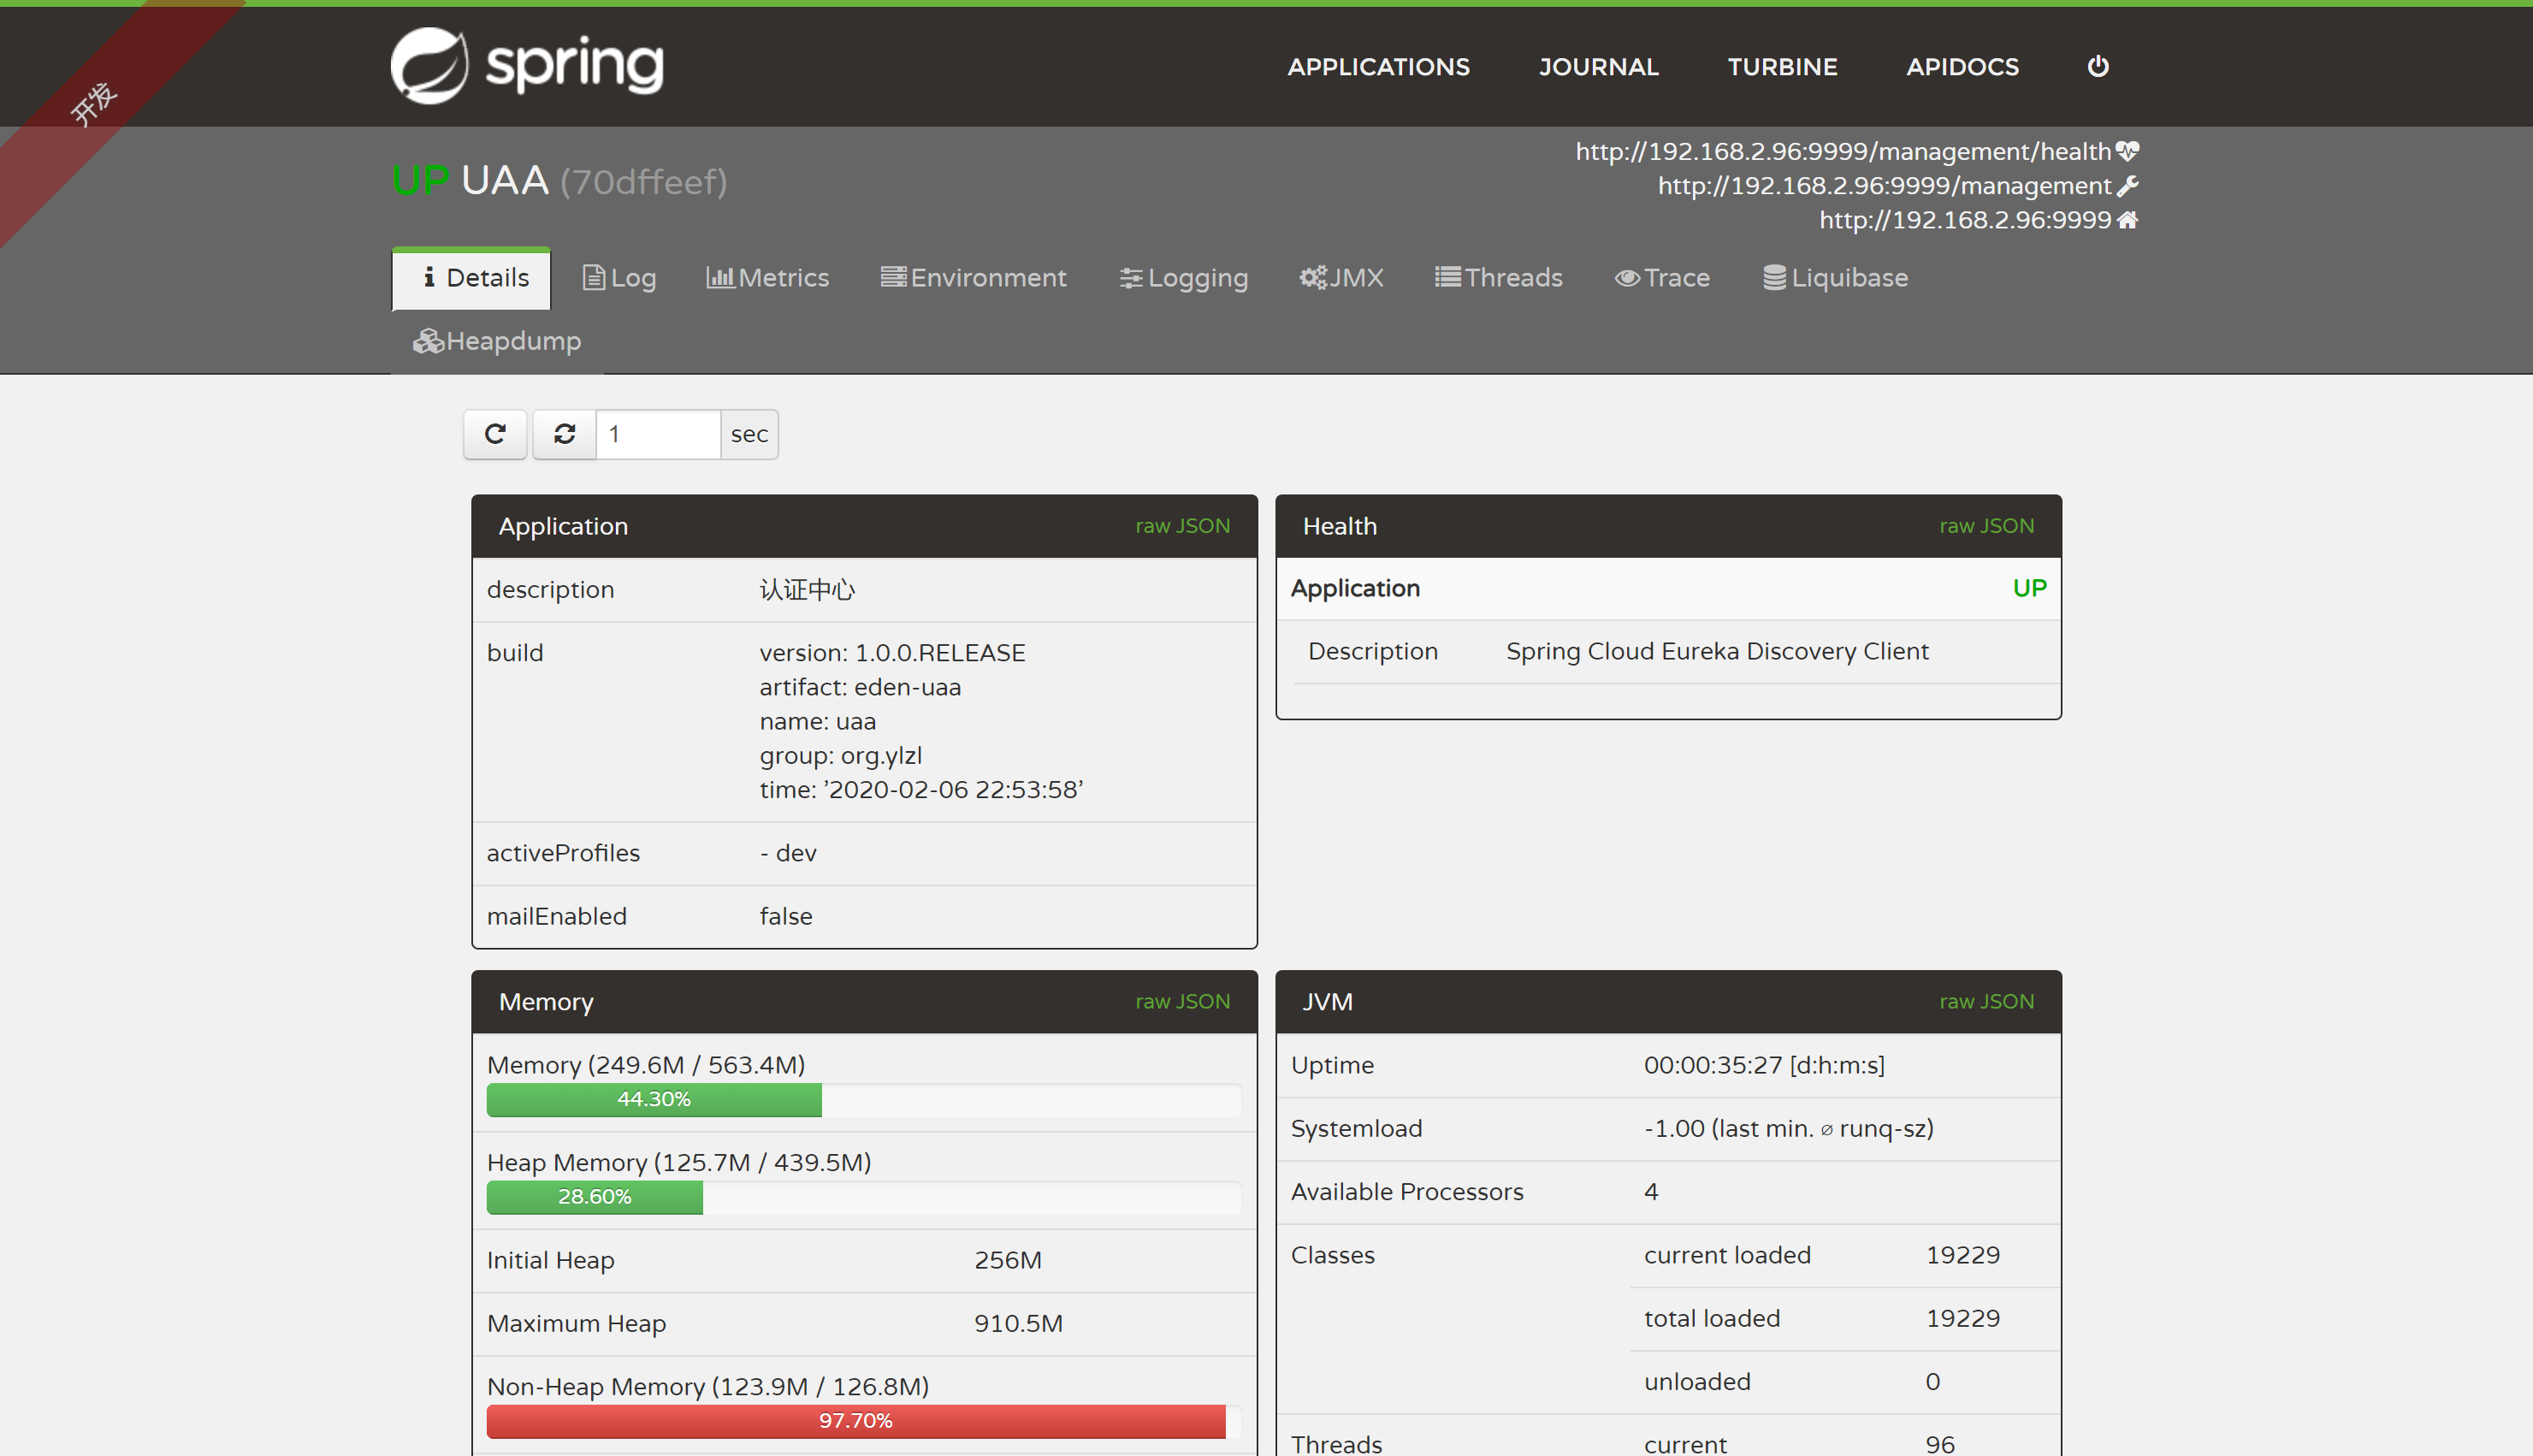 开发
spring
APPLICATIONS JOURNAL TURBINE APIDOCS
UP UAA (70dffeef)
http://192.168.2.96:9999/management/health
http://192.168.2.96:9999/management
http://192.168.2.96:9999
Details Log Metrics Environment Logging JMX Threads Trace Liquibase
Heapdump
1 sec
Application raw JSON
description 认证中心
build version: 1.0.0.RELEASE
artifact: eden-uaa
name: uaa
group: org.ylzl
time: '2020-02-06 22:53:58'
activeProfiles - dev
mailEnabled false
Health raw JSON
Application UP
Description Spring Cloud Eureka Discovery Client
Memory raw JSON
Memory (249.6M / 563.4M)
44.30%
Heap Memory (125.7M / 439.5M)
28.60%
Initial Heap 256M
Maximum Heap 910.5M
Non-Heap Memory (123.9M / 126.8M)
97.70%
JVM raw JSON
Uptime 00:00:35:27 [d:h:m:s]
Systemload -1.00 (last min. ⌀ runq-sz)
Available Processors 4
Classes current loaded 19229
total loaded 19229
unloaded 0
Threads current 96